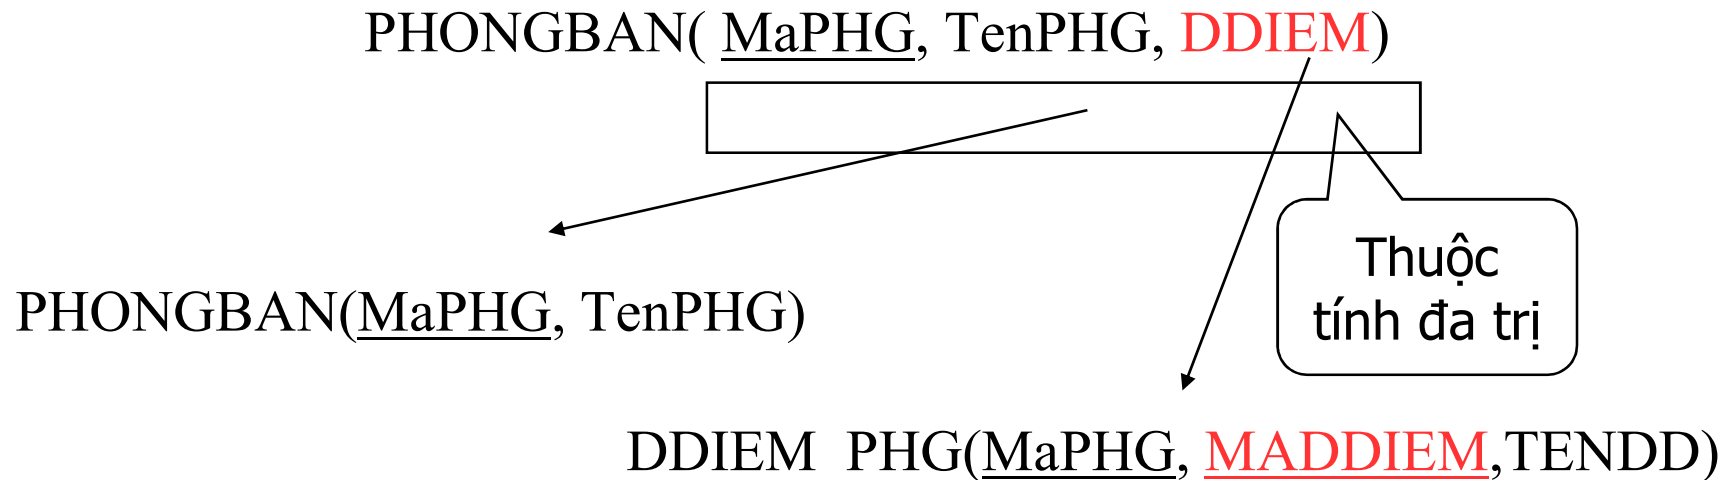 PHONGBAN( MaPHG, TenPHG, DDIEM)
Thuộc
tính đa trị
PHONGBAN(MaPHG, TenPHG)
DDIEM PHG(MaPHG, MADDIEM,TENDD)